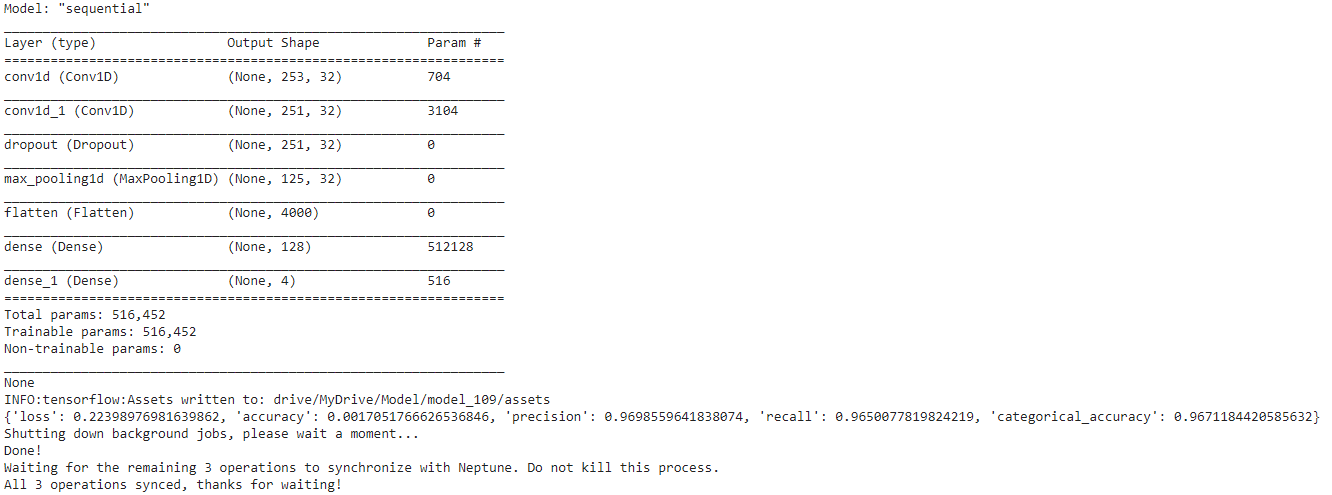 Model: "sequential"
_________________________________________________________________
Layer (type)                 Output Shape              Param #
=================================================================
conv1d (Conv1D)              (None, 253, 32)           704
_________________________________________________________________
conv1d_1 (Conv1D)            (None, 251, 32)           3104
_________________________________________________________________
dropout (Dropout)            (None, 251, 32)           0
_________________________________________________________________
max_pooling1d (MaxPooling1D) (None, 125, 32)           0
_________________________________________________________________
flatten (Flatten)            (None, 4000)              0
_________________________________________________________________
dense (Dense)                (None, 128)               512128
_________________________________________________________________
dense_1 (Dense)              (None, 4)                 516
=================================================================
Total params: 516,452
Trainable params: 516,452
Non-trainable params: 0
_________________________________________________________________
None
INFO:tensorflow:Assets written to: drive/MyDrive/Model/model_109/assets
{'loss': 0.22398976981639862, 'accuracy': 0.0017051766626536846, 'precision': 0.9698559641838074, 'recall': 0.9650077819824219, 'categorical_accuracy': 0.9671184420585632}
Shutting down background jobs, please wait a moment...
Done!
Waiting for the remaining 3 operations to synchronize with Neptune. Do not kill this process.
All 3 operations synced, thanks for waiting!